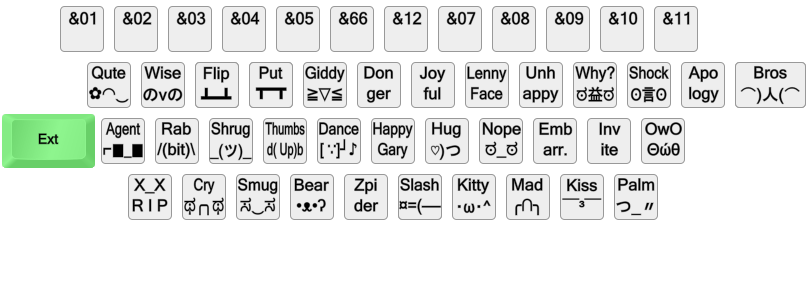 &01 &02 &03 &04 &05 &66 &12 &07 &08 &09 &10 &11
Qute Wise Flip Put Giddy Don Joy Lenny Unh Why? Shock Apo Bros
✿◠‿ のvの ┻━┻ ┳━┳ ≧▽≦ ger ful Face appy ಠ益ಠ ʘ言ʘ logy ⌒)人(⌒
Ext
Agent Rab Shrug Thumbs Dance Happy Hug Nope Emb Inv OwO
⌐■_■ /(bit)\ _(ツ)_ d( Up)b [ ∵]┘♪ Gary ♡)つ ಠ_ಠ arr. ite Θώθ
X_X Cry Smug Bear Zpi Slash Kitty Mad Kiss Palm
R I P ಥ╭╮ಥ ಸ‿ಸ •ᴥ•ʔ der ¤=(— ･ω･^ ╭∩╮ ￣³￣ つ_〃